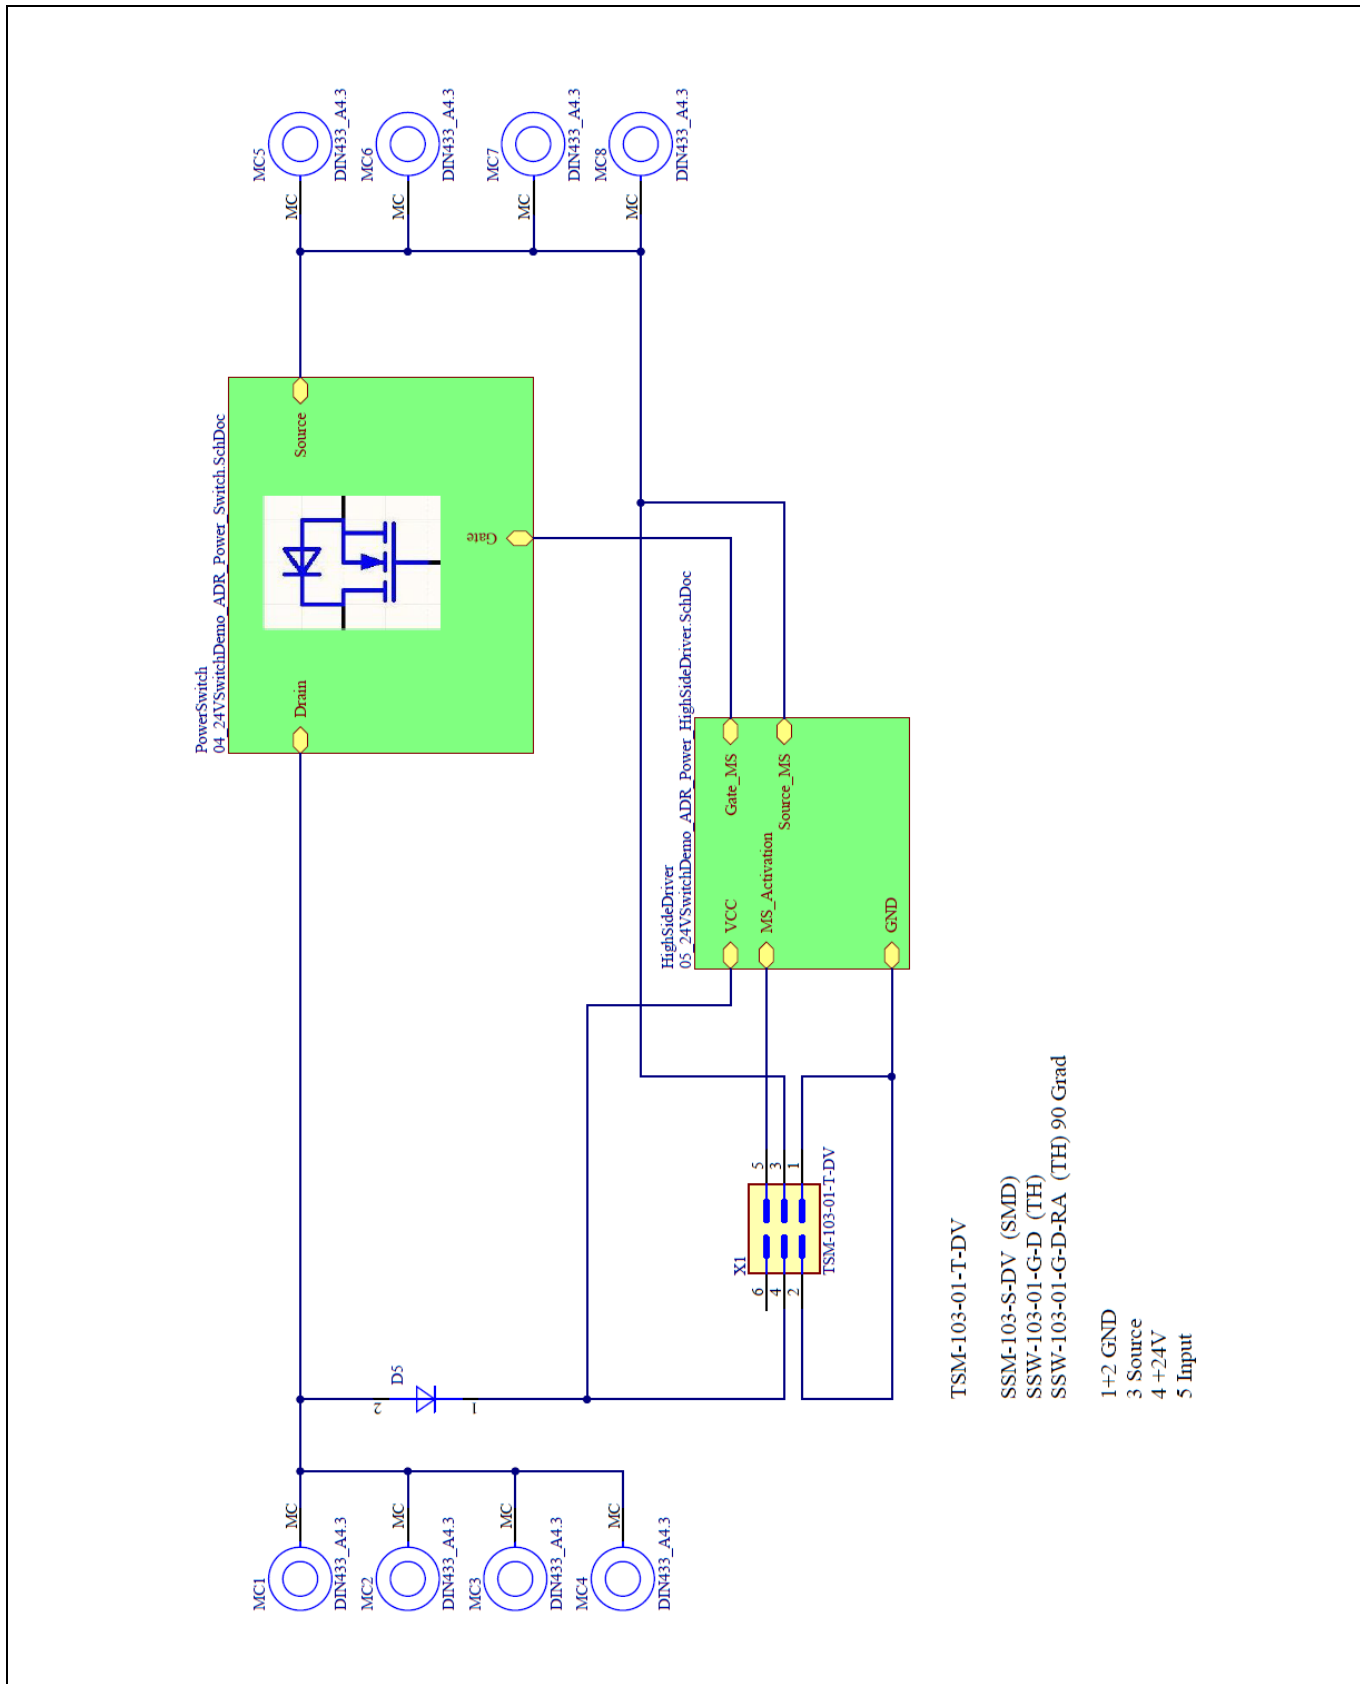 MC1
MC
DIN433_A4.3
MC2
MC
DIN433_A4.3
MC3
MC
DIN433_A4.3
MC4
MC
DIN433_A4.3
D5
2
1
PowerSwitch
04_24VSwitchDemo_ADR_Power_Switch.SchDoc
Drain
Source
Gate
MC5
MC
DIN433_A4.3
MC6
MC
DIN433_A4.3
MC7
MC
DIN433_A4.3
MC8
MC
DIN433_A4.3
HighSideDriver
05_24VSwitchDemo_ADR_Power_HighSideDriver.SchDoc
VCC
Gate_MS
MS_Activation
Source_MS
GND
X1
6
5
4
3
2
1
TSM-103-01-T-DV
TSM-103-01-T-DV
SSM-103-S-DV (SMD)
SSW-103-01-G-D (TH)
SSW-103-01-G-D-RA (TH) 90 Grad
1+2 GND
3 Source
4 +24V
5 Input